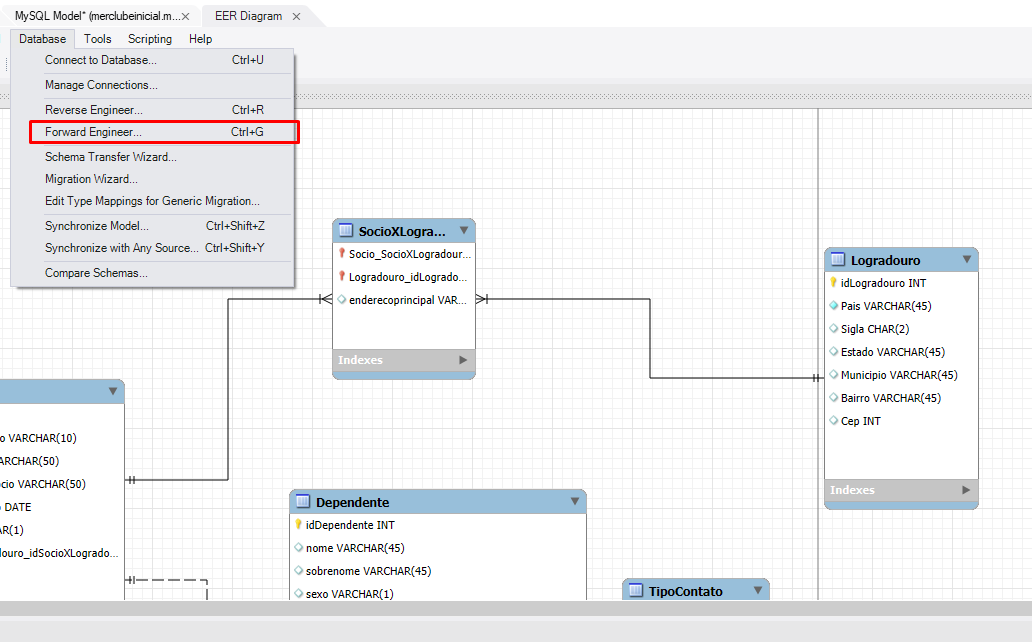 MySQL Model* (merclubeinicial.m...
EER Diagram
Database Tools Scripting Help
Connect to Database... Ctrl+U
Manage Connections...
Reverse Engineer... Ctrl+R
Forward Engineer... Ctrl+G
Schema Transfer Wizard...
Migration Wizard...
Edit Type Mappings for Generic Migration...
Synchronize Model... Ctrl+Shift+Z
Synchronize with Any Source... Ctrl+Shift+Y
Compare Schemas...
SocioXLogra...
Socio_SocioXLogradour...
Logradouro_idLogrado...
enderecoprincipal VAR...
Indexes
Logradouro
idLogradouro INT
Pais VARCHAR(45)
Sigla CHAR(2)
Estado VARCHAR(45)
Municipio VARCHAR(45)
Bairro VARCHAR(45)
Cep INT
Indexes
o VARCHAR(10)
ARCHAR(50)
cio VARCHAR(50)
o DATE
AR(1)
douro_idSocioXLogrado...
Dependente
idDependente INT
nome VARCHAR(45)
sobrenome VARCHAR(45)
sexo VARCHAR(1)
TipoContato